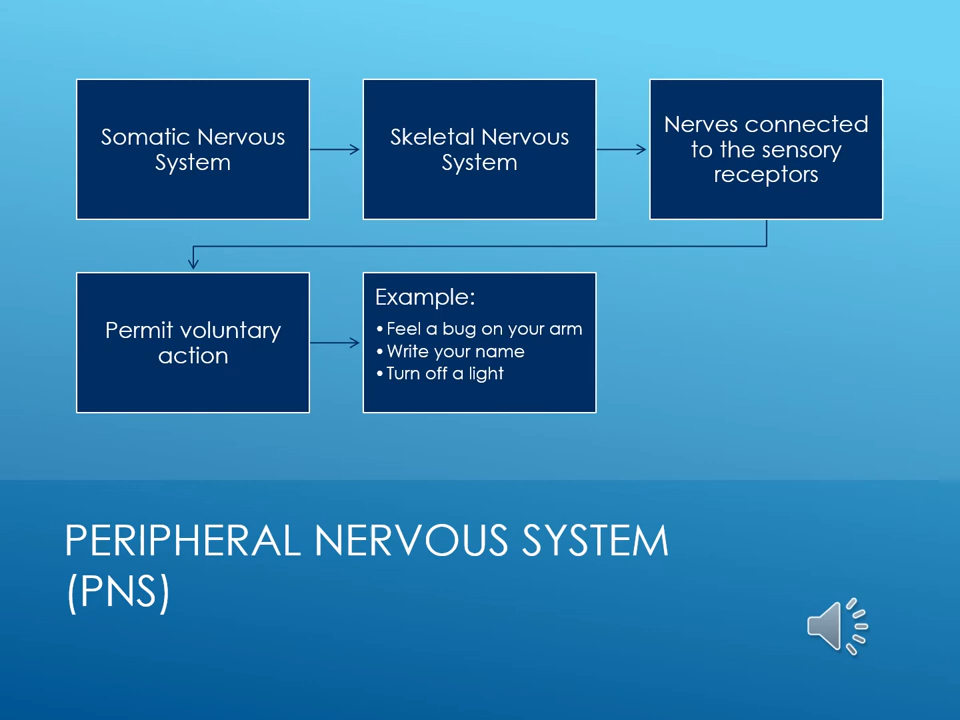 Somatic Nervous
System
Skeletal Nervous
System
Nerves connected
to the sensory
receptors
Permit voluntary
action
Example:
•Feel a bug on your arm
•Write your name
•Turn off a light
PERIPHERAL NERVOUS SYSTEM
(PNS)